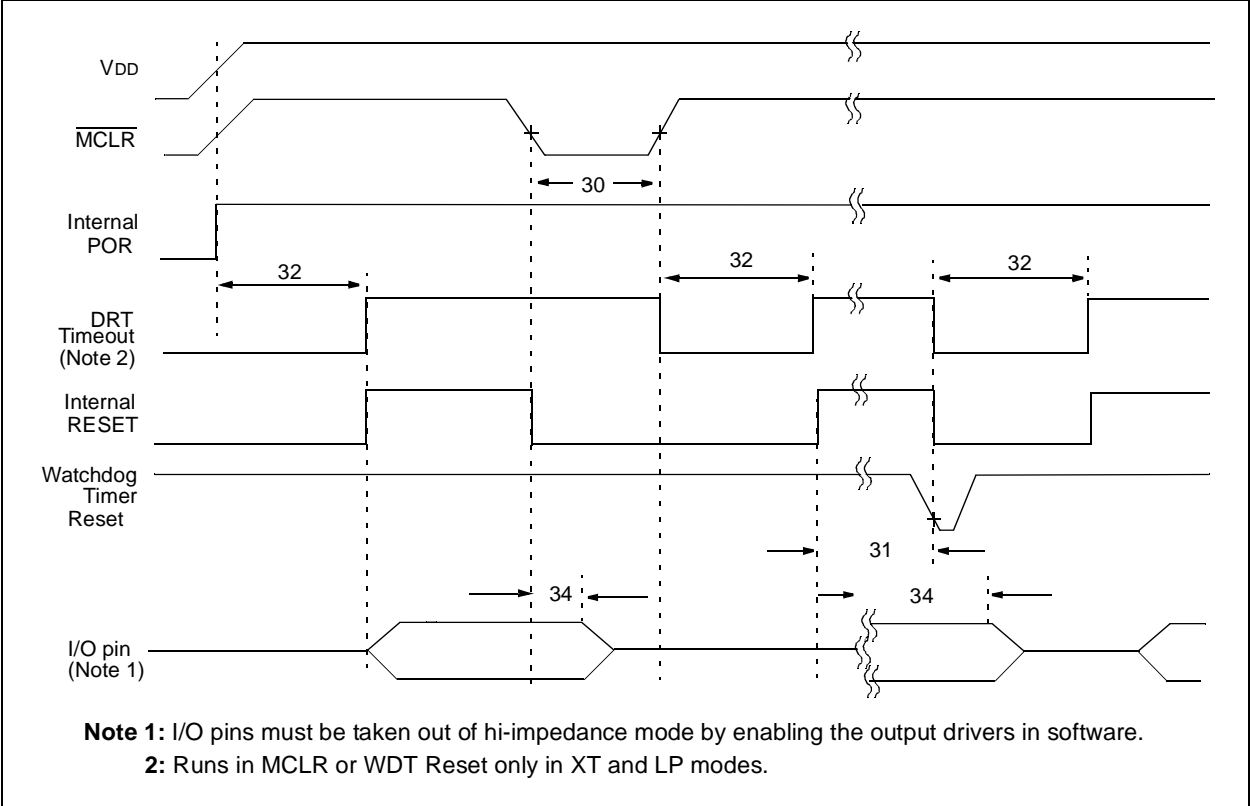 VDD
MCLR
30
Internal
POR
32
32
32
DRT
Timeout
(Note 2)
Internal
RESET
Watchdog
Timer
Reset
31
34
34
I/O pin
(Note 1)
Note 1: I/O pins must be taken out of hi-impedance mode by enabling the output drivers in software.
2: Runs in MCLR or WDT Reset only in XT and LP modes.